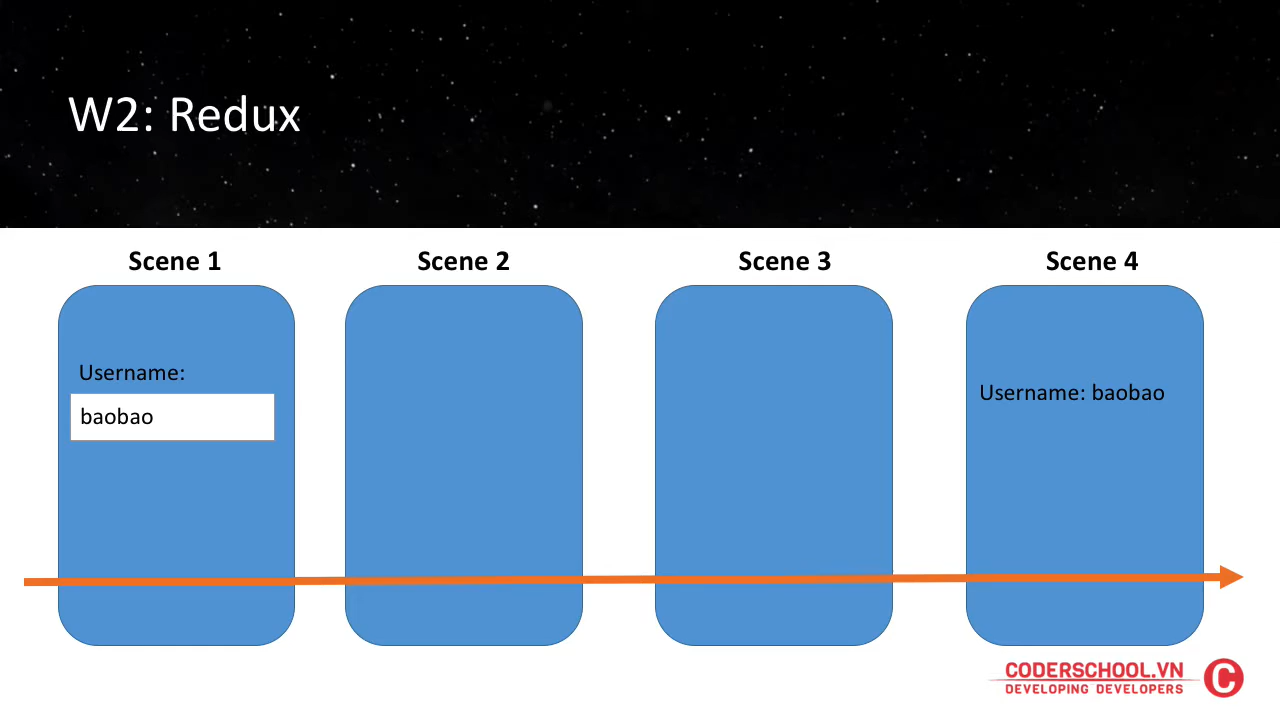 W2: Redux
Scene 1
Scene 2
Scene 3
Scene 4
Username:
baobao
Username: baobao
CODERSCHOOL.VN
DEVELOPING DEVELOPERS
C